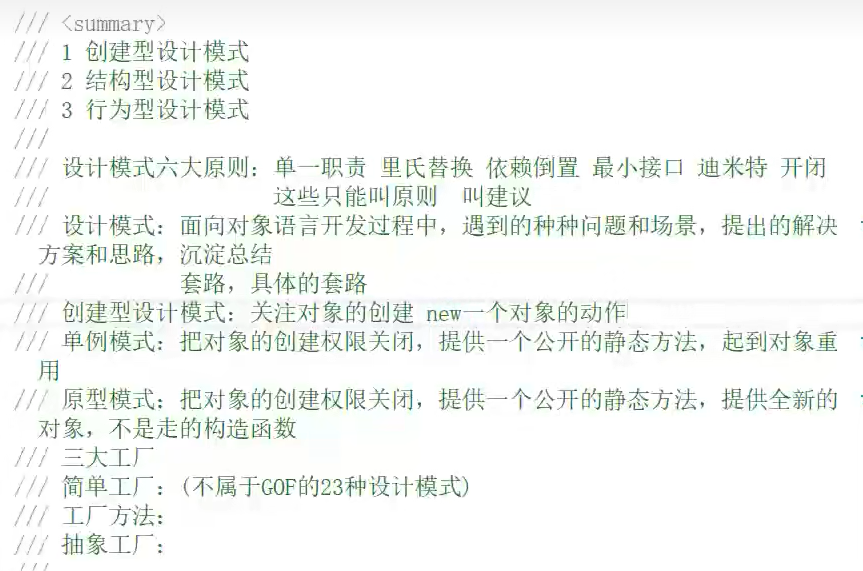 /// <summary>
/// 1 创建型设计模式
/// 2 结构型设计模式
/// 3 行为型设计模式
///
/// 设计模式六大原则：单一职责 里氏替换 依赖倒置 最小接口 迪米特 开闭
/// 这些只能叫原则 叫建议
/// 设计模式：面向对象语言开发过程中，遇到的种种问题和场景，提出的解决
方案和思路，沉淀总结
/// 套路，具体的套路
/// 创建型设计模式：关注对象的创建 new一个对象的动作
/// 单例模式：把对象的创建权限关闭，提供一个公开的静态方法，起到对象重
用
/// 原型模式：把对象的创建权限关闭，提供一个公开的静态方法，提供全新的
对象，不是走的构造函数
/// 三大工厂
/// 简单工厂：(不属于GOF的23种设计模式)
/// 工厂方法：
/// 抽象工厂：
///